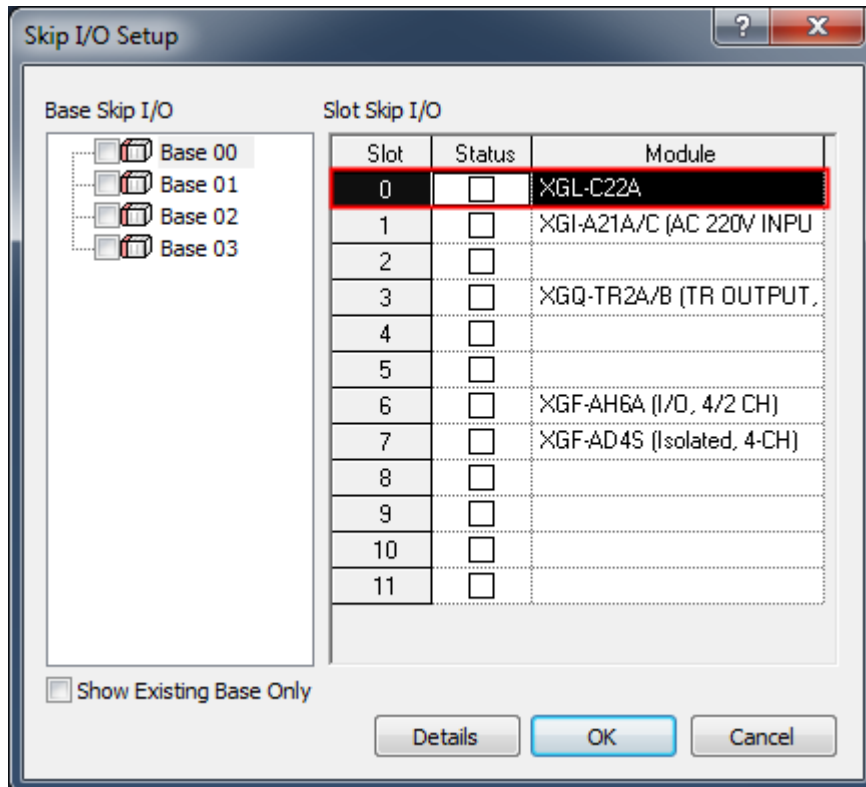 Skip I/O Setup
Base Skip I/O
Base 00
Base 01
Base 02
Base 03
Slot Skip I/O
Slot Status Module
0 XGL-C22A
1 XGI-A21A/C (AC 220V INPU
2
3 XGQ-TR2A/B (TR OUTPUT,
4
5
6 XGF-AH6A (I/O, 4/2 CH)
7 XGF-AD4S (Isolated, 4-CH)
8
9
10
11
Show Existing Base Only
Details OK Cancel